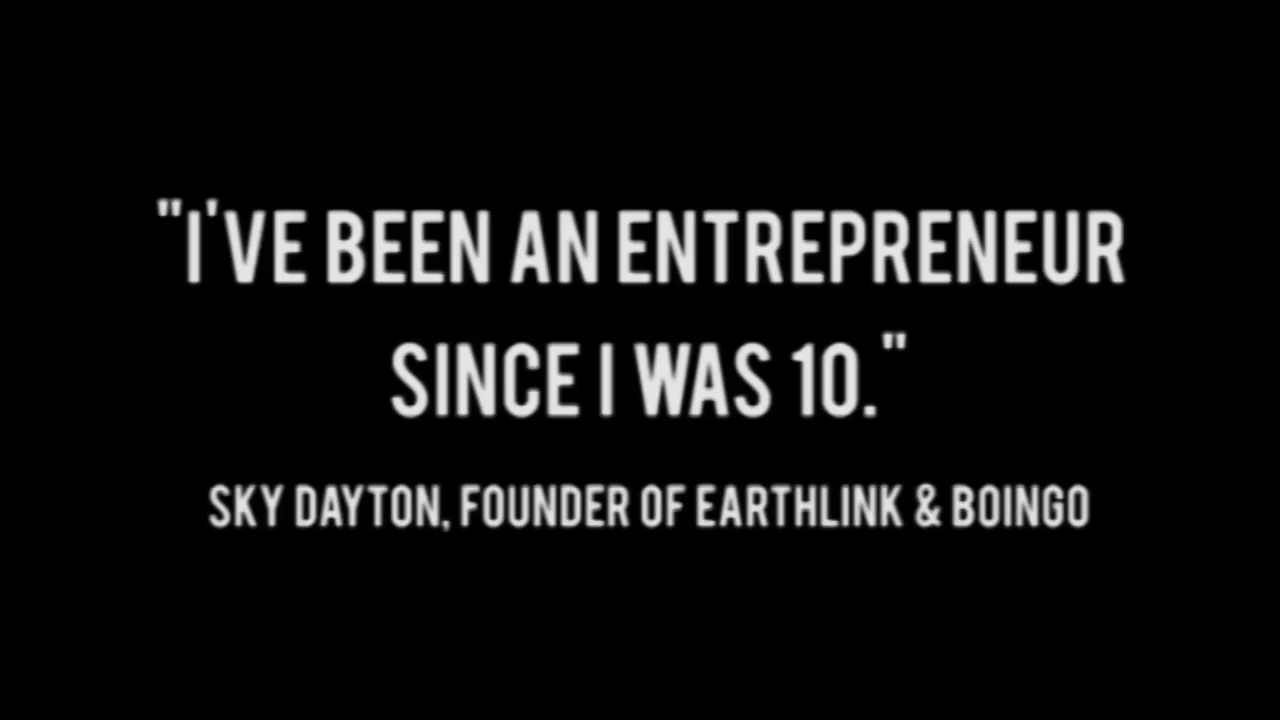 "I'VE BEEN AN ENTREPRENEUR
SINCE I WAS 10."
SKY DAYTON, FOUNDER OF EARTHLINK & BOINGO